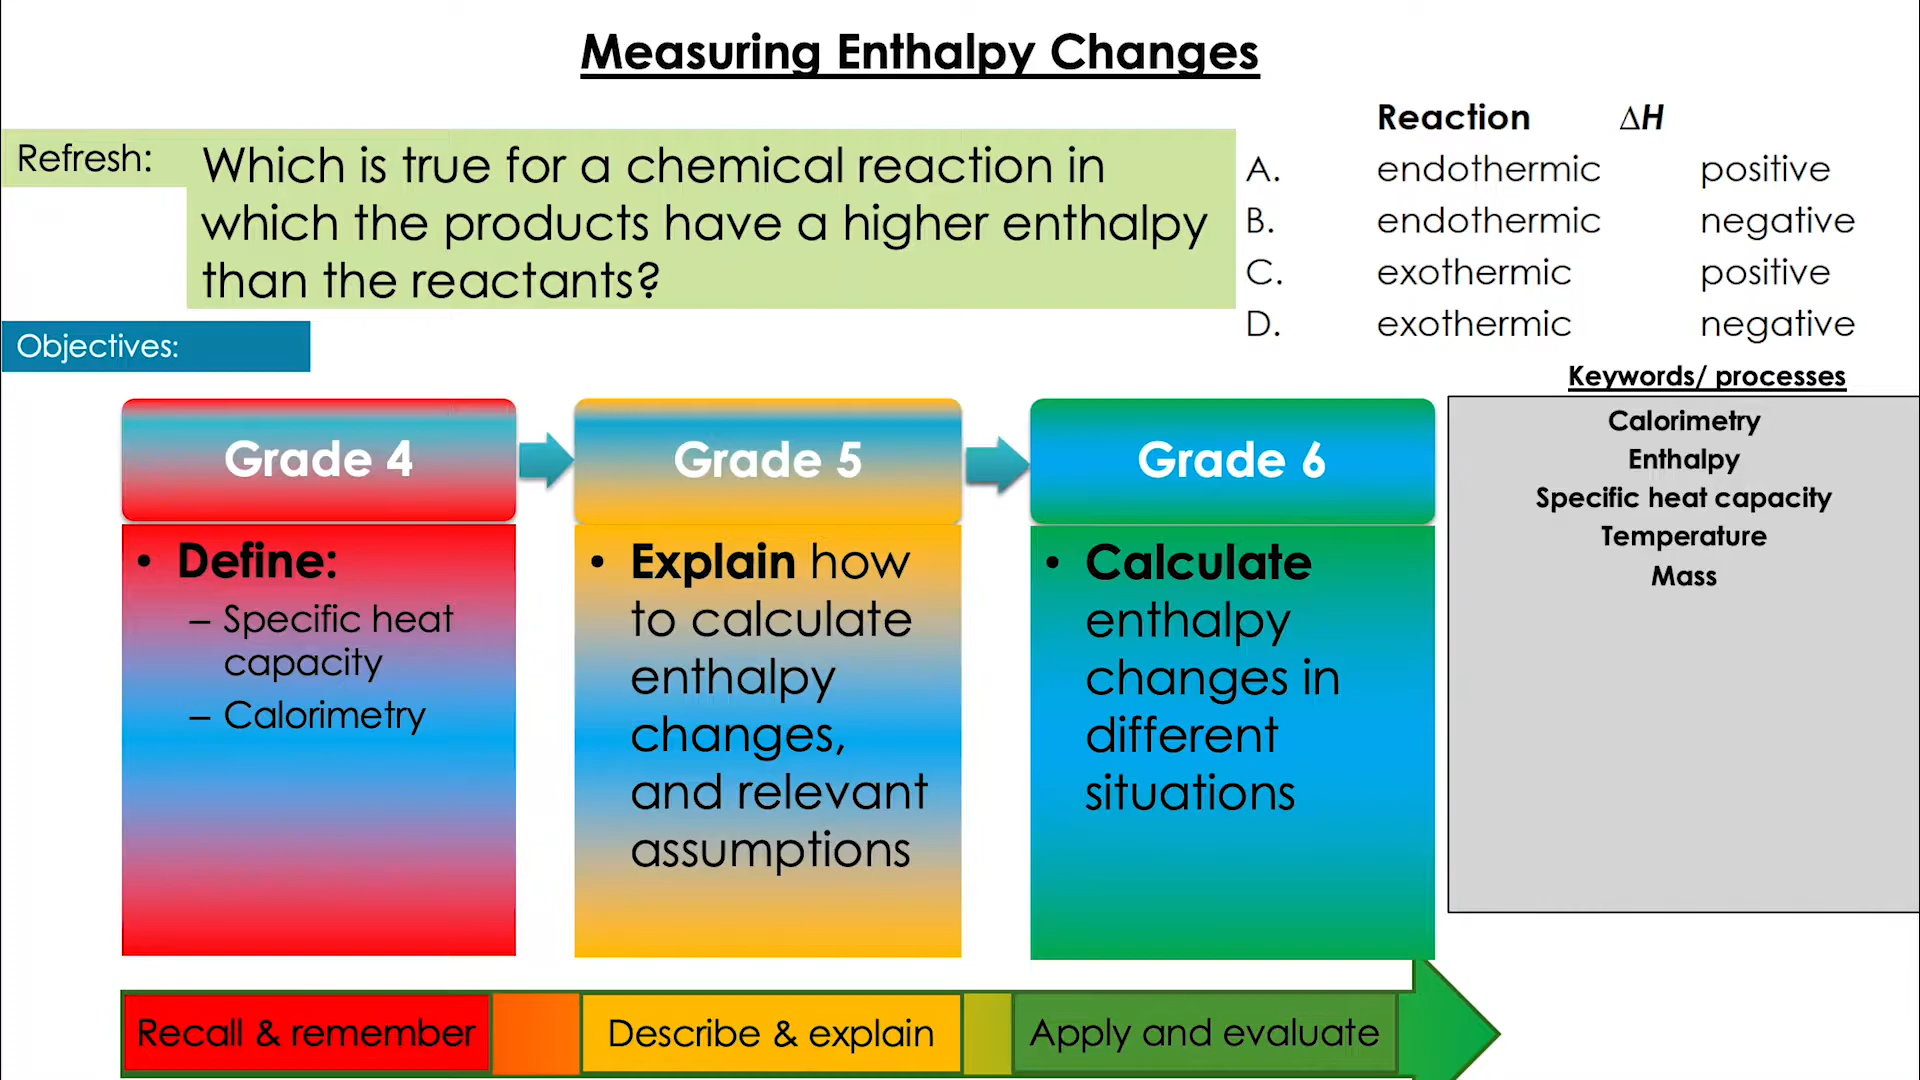 Measuring Enthalpy Changes
Refresh:
Which is true for a chemical reaction in
which the products have a higher enthalpy
than the reactants?
Reaction ΔH
A. endothermic positive
B. endothermic negative
C. exothermic positive
D. exothermic negative
Objectives:
Keywords/ processes
Calorimetry
Enthalpy
Specific heat capacity
Temperature
Mass
Grade 4
• Define:
– Specific heat
capacity
– Calorimetry
Grade 5
• Explain how
to calculate
enthalpy
changes,
and relevant
assumptions
Grade 6
• Calculate
enthalpy
changes in
different
situations
Recall & remember
Describe & explain
Apply and evaluate